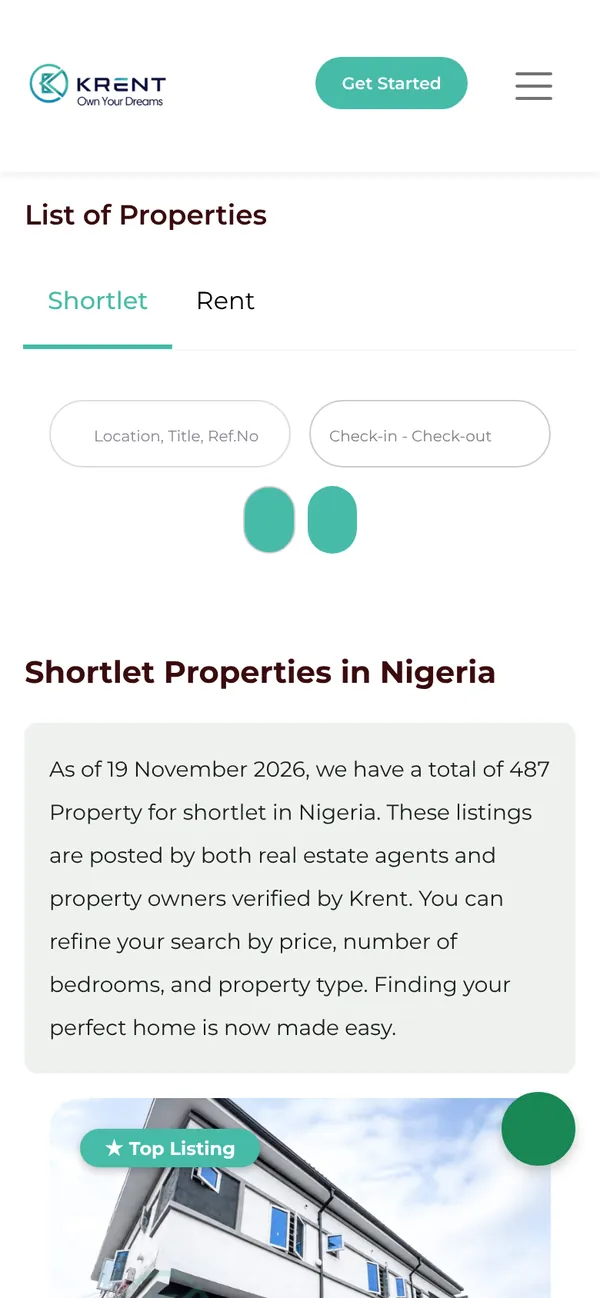 KRENT
Own Your Dreams
Get Started
List of Properties
Shortlet
Rent
Location, Title, Ref.No
Check-in - Check-out
Shortlet Properties in Nigeria
As of 19 November 2026, we have a total of 487
Property for shortlet in Nigeria. These listings
are posted by both real estate agents and
property owners verified by Krent. You can
refine your search by price, number of
bedrooms, and property type. Finding your
perfect home is now made easy.
★ Top Listing